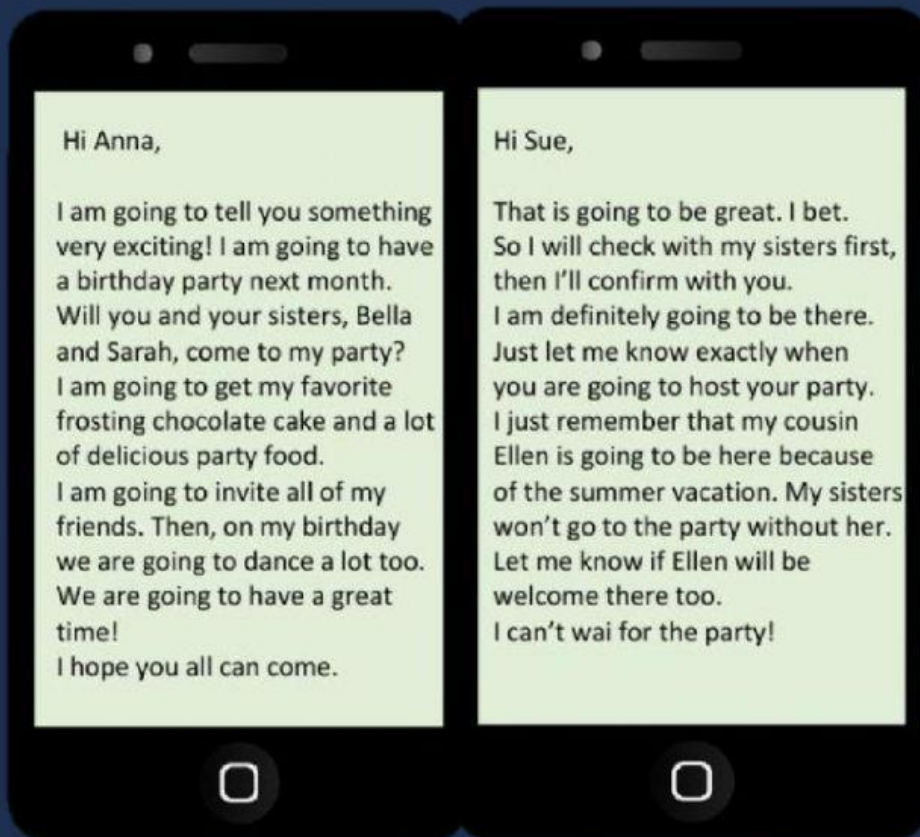 Hi Anna,
I am going to tell you something
very exciting! I am going to have
a birthday party next month.
Will you and your sisters, Bella
and Sarah, come to my party?
I am going to get my favorite
frosting chocolate cake and a lot
of delicious party food.
I am going to invite all of my
friends. Then, on my birthday
we are going to dance a lot too.
We are going to have a great
time!
I hope you all can come.
Hi Sue,
That is going to be great. I bet.
So I will check with my sisters first,
then I'll confirm with you.
I am definitely going to be there.
Just let me know exactly when
you are going to host your party.
I just remember that my cousin
Ellen is going to be here because
of the summer vacation. My sisters
won't go to the party without her.
Let me know if Ellen will be
welcome there too.
I can't wai for the party!